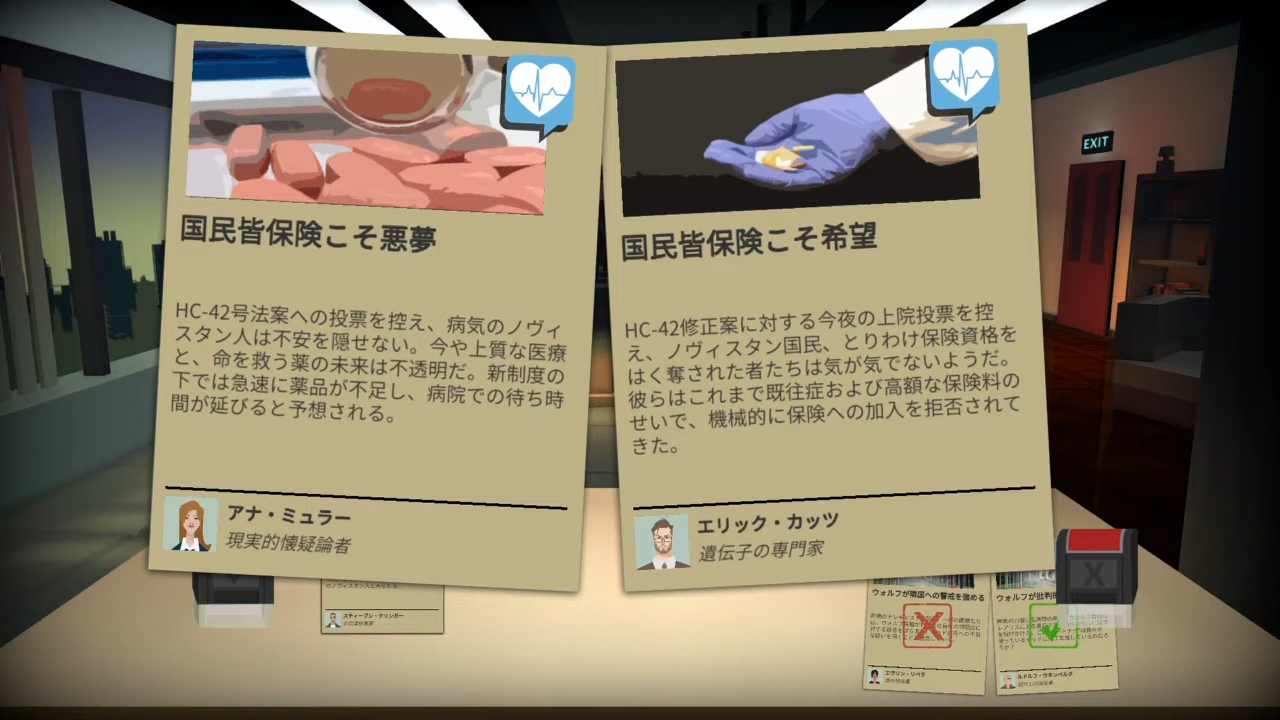 国民皆保険こそ悪夢
HC-42号法案への投票を控え、病気のノヴィ
スタン人は不安を隠せない。今や上質な医療
と、命を救う薬の未来は不透明だ。新制度の
下では急速に薬品が不足し、病院での待ち時
間が延びると予想される。
アナ・ミュラー
現実的懐疑論者
国民皆保険こそ希望
HC-42修正案に対する今夜の上院投票を控
え、ノヴィスタン国民、とりわけ保険資格を
はく奪された者たちは気が気でないようだ。
彼らはこれまで既往症および高額な保険料の
せいで、機械的に保険への加入を拒否されて
きた。
エリック・カッツ
遺伝子の専門家
EXIT
スティーブン・クリンガー
ウォルフが隣国への警戒を強める
エヴリン・リベラ
ウォルフが批判
X